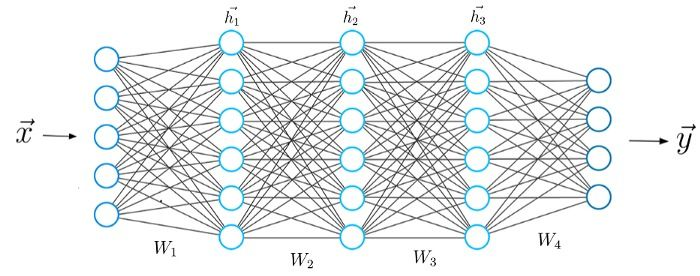 h⃗₁ h⃗₂ h⃗₃
x⃗ y⃗
W₁ W₂ W₃ W₄